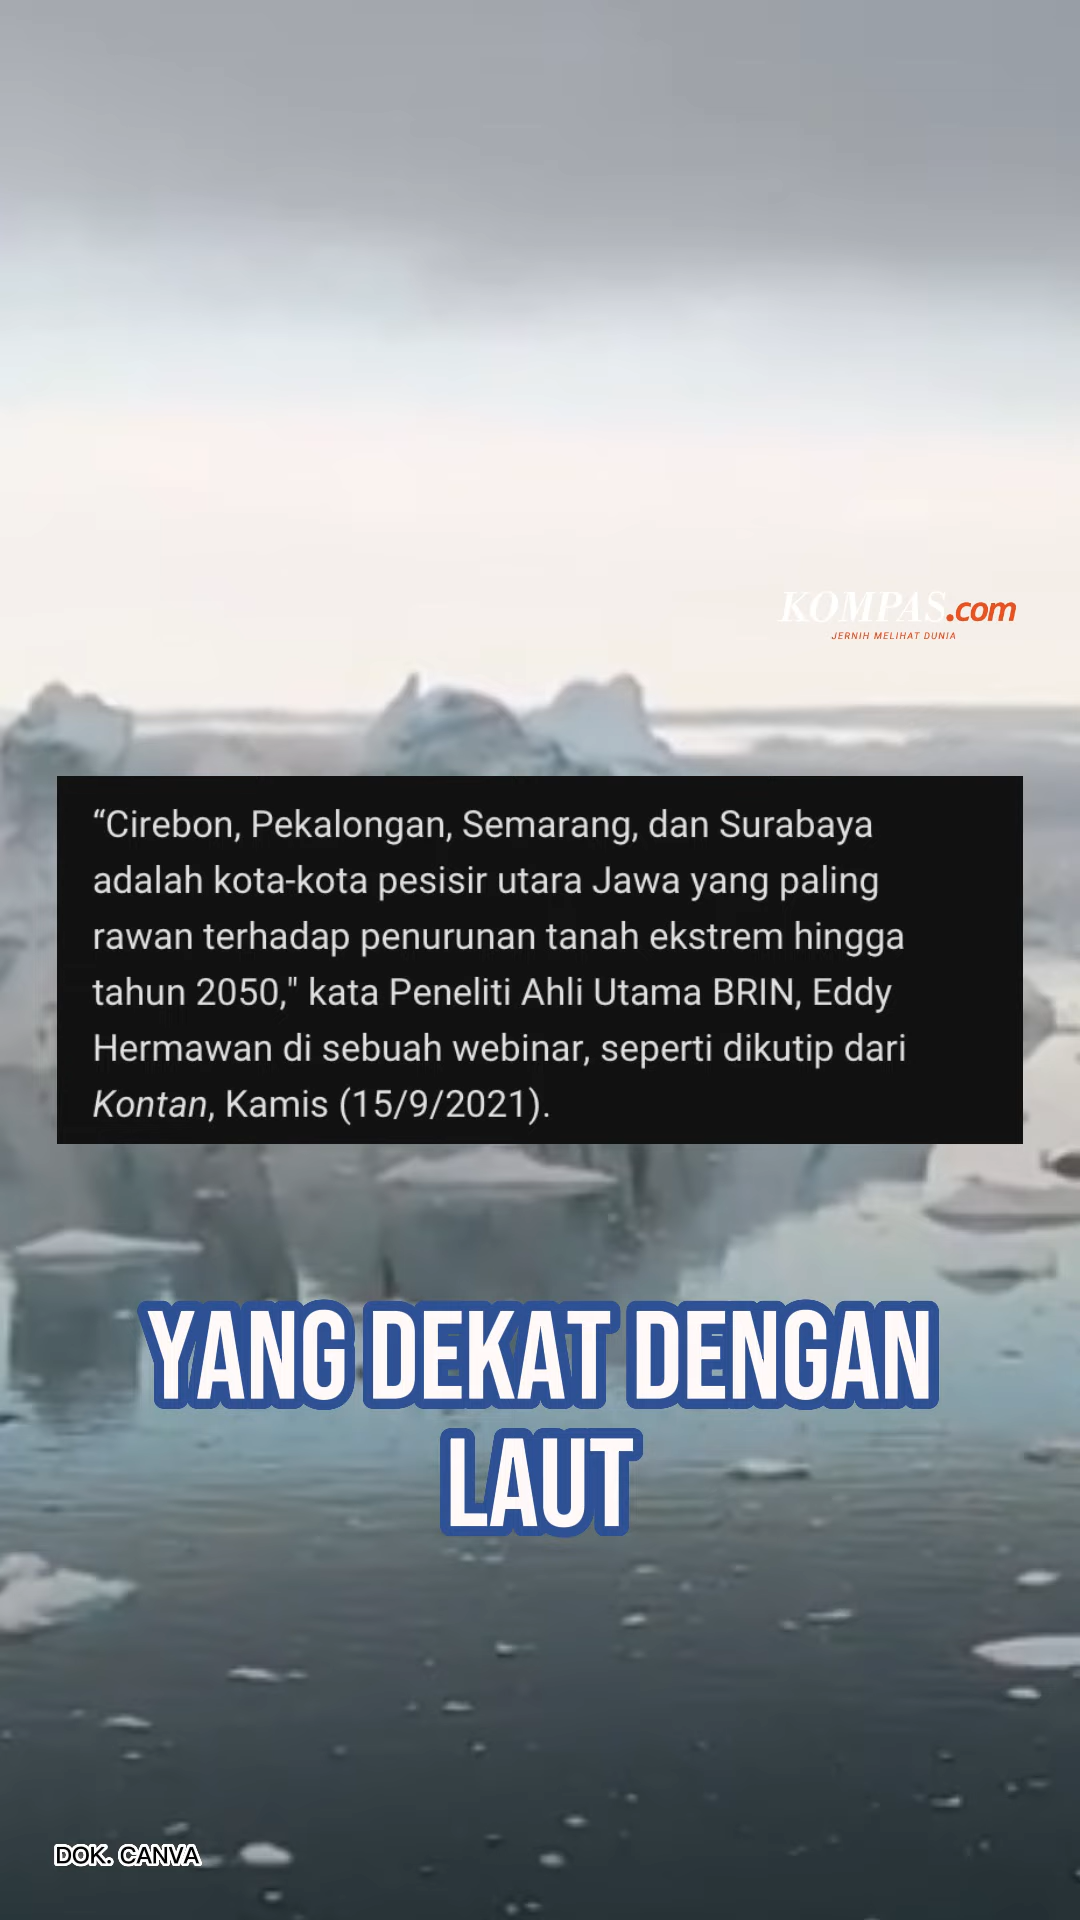 KOMPAS.com
JERNIH MELIHAT DUNIA
“Cirebon, Pekalongan, Semarang, dan Surabaya
adalah kota-kota pesisir utara Jawa yang paling
rawan terhadap penurunan tanah ekstrem hingga
tahun 2050," kata Peneliti Ahli Utama BRIN, Eddy
Hermawan di sebuah webinar, seperti dikutip dari
Kontan, Kamis (15/9/2021).
YANG DEKAT DENGAN
LAUT
DOK. CANVA